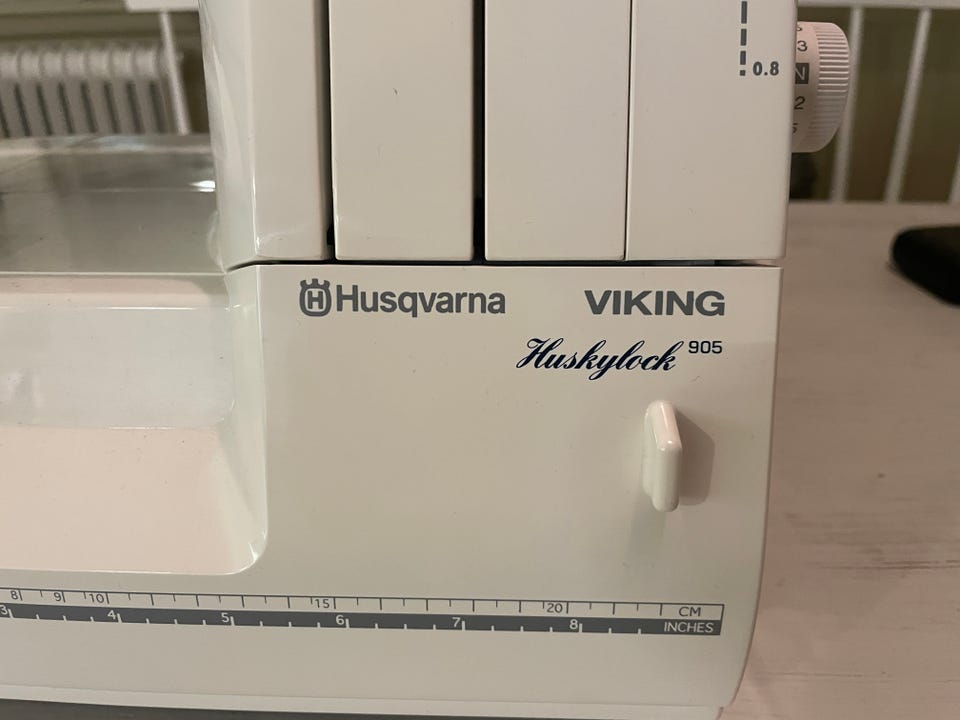 0.8
3
N
2
H Husqvarna VIKING
Huskylock 905
8 9 10 15 20 CM
3 4 5 6 7 8 INCHES